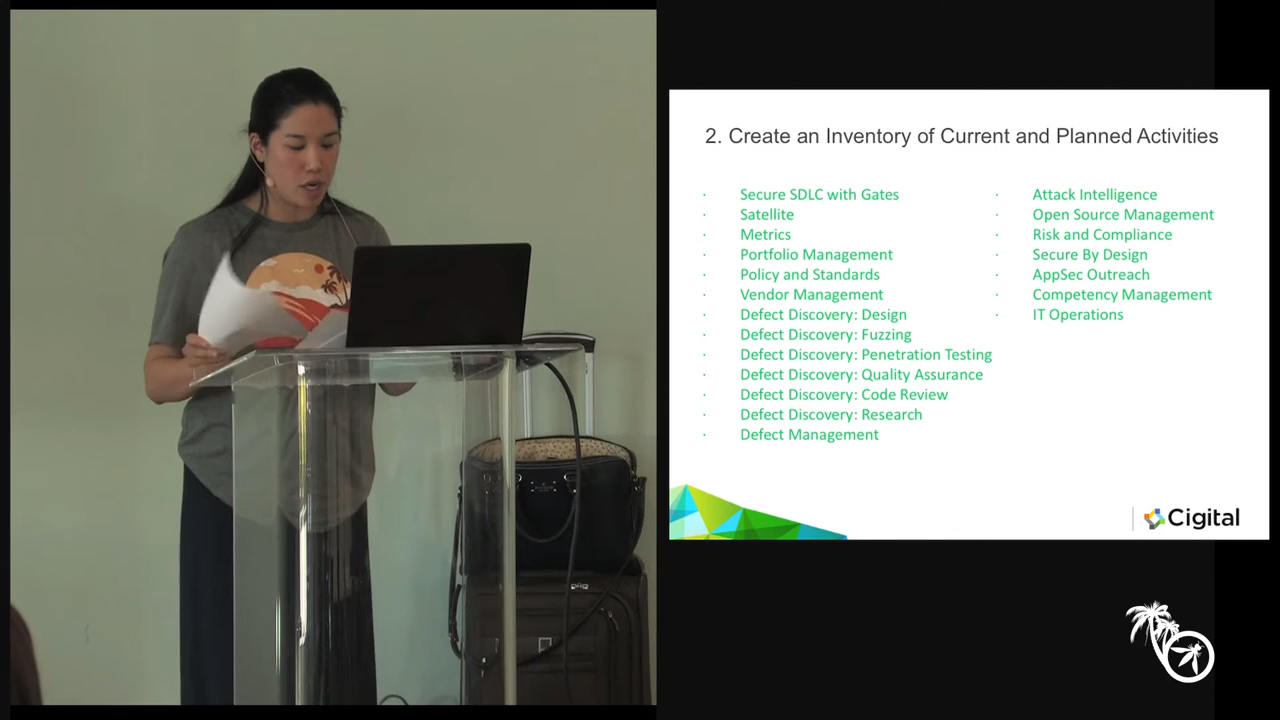 2. Create an Inventory of Current and Planned Activities
· Secure SDLC with Gates
· Satellite
· Metrics
· Portfolio Management
· Policy and Standards
· Vendor Management
· Defect Discovery: Design
· Defect Discovery: Fuzzing
· Defect Discovery: Penetration Testing
· Defect Discovery: Quality Assurance
· Defect Discovery: Code Review
· Defect Discovery: Research
· Defect Management
· Attack Intelligence
· Open Source Management
· Risk and Compliance
· Secure By Design
· AppSec Outreach
· Competency Management
· IT Operations
Cigital